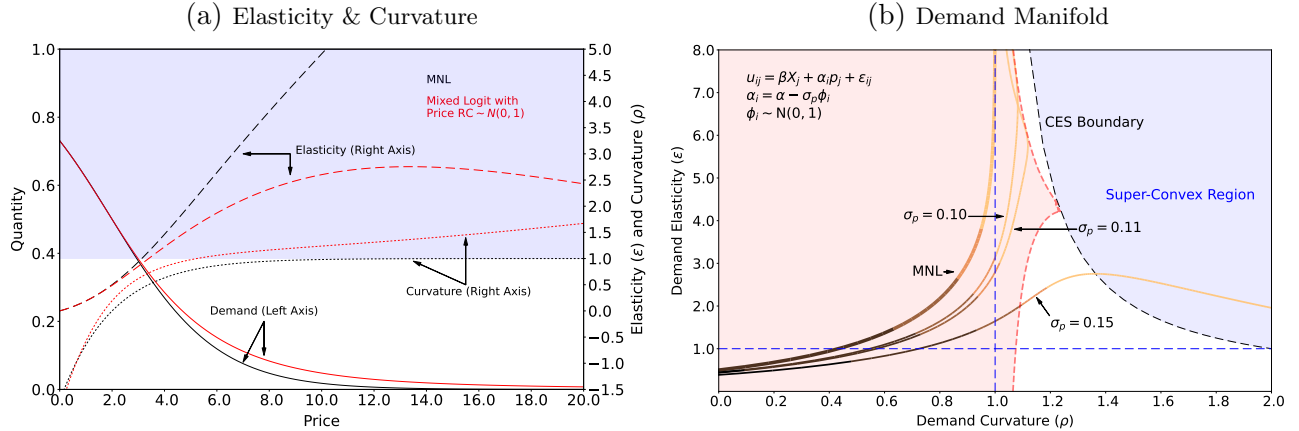 (a) Elasticity & Curvature
1.0
0.8
0.6
0.4
0.2
0.0
Quantity
0.0
2.0
4.0
6.0
8.0
10.0
12.0
14.0
16.0
18.0
20.0
Price
5.0
4.5
4.0
3.5
3.0
2.5
2.0
1.5
1.0
0.5
0.0
−0.5
−1.0
−1.5
Elasticity (ε) and Curvature (ρ)
MNL
Mixed Logit with
Price RC ~ N(0, 1)
Elasticity (Right Axis)
Curvature (Right Axis)
Demand (Left Axis)
(b) Demand Manifold
8.0
7.0
6.0
5.0
4.0
3.0
2.0
1.0
Demand Elasticity (ε)
0.0
0.2
0.4
0.6
0.8
1.0
1.2
1.4
1.6
1.8
2.0
Demand Curvature (ρ)
u_ij = βX_j + α_i p_j + ε_ij
α_i = α − σ_p ϕ_i
ϕ_i ~ N(0, 1)
CES Boundary
Super-Convex Region
σ_p = 0.10
σ_p = 0.11
MNL
σ_p = 0.15